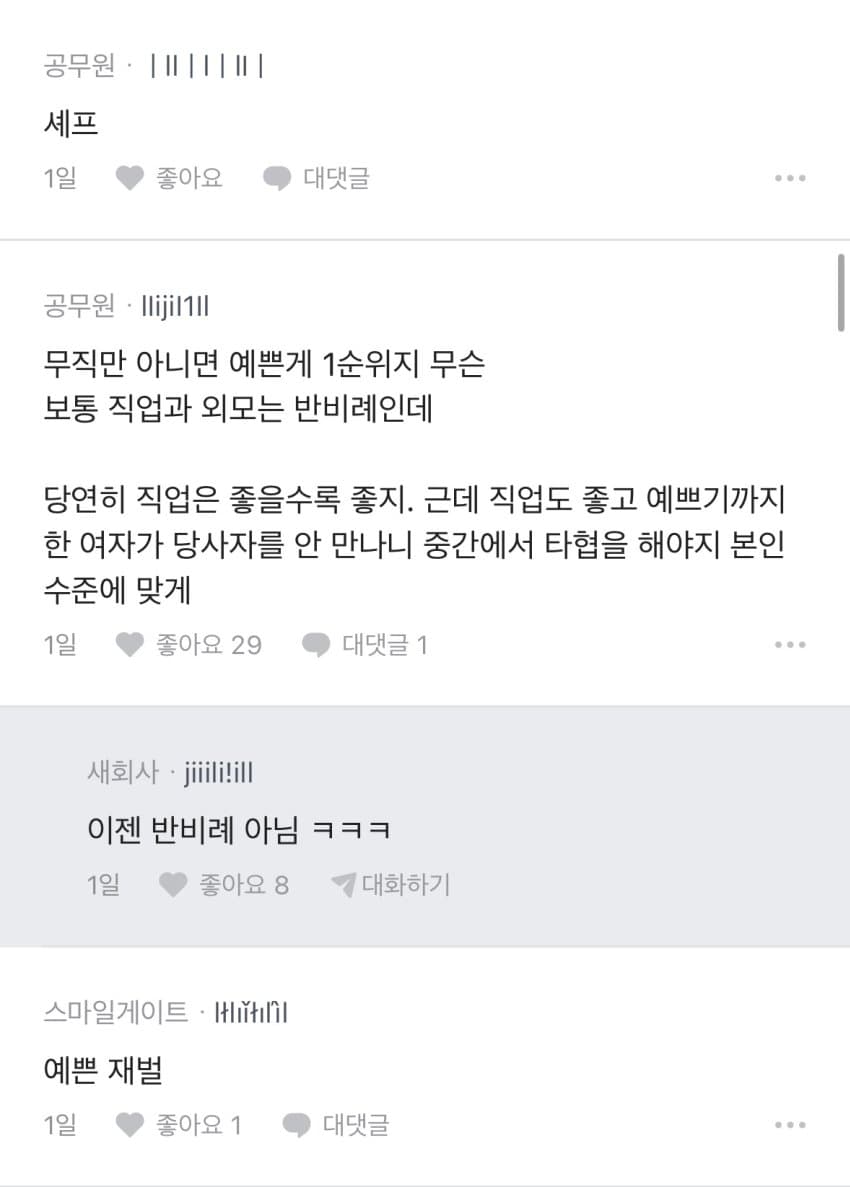 공무원 ·
셰프
1일 좋아요 대댓글
공무원 ·
무직만 아니면 예쁜게 1순위지 무슨
보통 직업과 외모는 반비례인데
당연히 직업은 좋을수록 좋지. 근데 직업도 좋고 예쁘기까지
한 여자가 당사자를 안 만나니 중간에서 타협을 해야지 본인
수준에 맞게
1일 좋아요 29 대댓글 1
새회사 ·
이젠 반비례 아님 ㅋㅋㅋ
1일 좋아요 8 대화하기
스마일게이트 ·
예쁜 재벌
1일 좋아요 1 대댓글